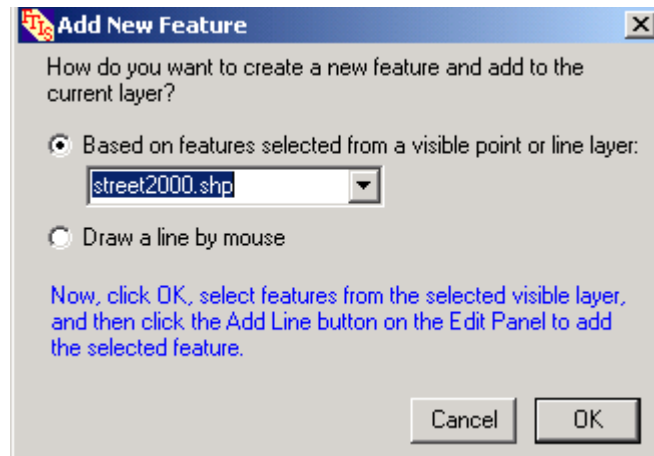 FTIS Add New Feature
How do you want to create a new feature and add to the
current layer?
Based on features selected from a visible point or line layer:
street2000.shp
Draw a line by mouse
Now, click OK, select features from the selected visible layer,
and then click the Add Line button on the Edit Panel to add
the selected feature.
Cancel OK